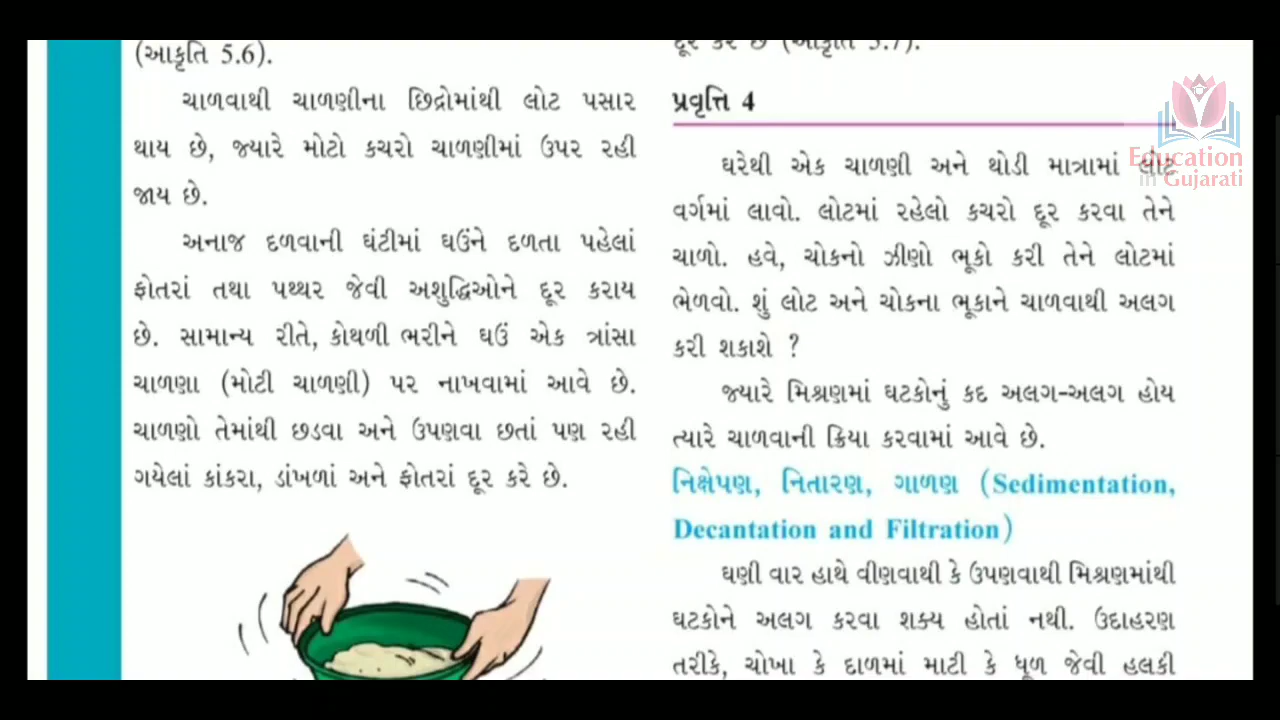 (આકૃતિ 5.6).
ચાળવાથી ચાળણીના છિદ્રોમાંથી લોટ પસાર
થાય છે, જ્યારે મોટો કચરો ચાળણીમાં ઉપર રહી
જાય છે.
અનાજ દળવાની ઘંટીમાં ઘઉંને દળતા પહેલાં
ફોતરાં તથા પથ્થર જેવી અશુદ્ધિઓને દૂર કરાય
છે. સામાન્ય રીતે, કોથળી ભરીને ઘઉં એક ત્રાંસા
ચાળણા (મોટી ચાળણી) પર નાખવામાં આવે છે.
ચાળણો તેમાંથી છડવા અને ઉપણવા છતાં પણ રહી
ગયેલાં કાંકરા, ડાંખળાં અને ફોતરાં દૂર કરે છે.
દૂર કરે છે (આકૃતિ 5.7).
પ્રવૃત્તિ 4
ઘરેથી એક ચાળણી અને થોડી માત્રામાં લોટ
વર્ગમાં લાવો. લોટમાં રહેલો કચરો દૂર કરવા તેને
ચાળો. હવે, ચોકનો ઝીણો ભૂકો કરી તેને લોટમાં
ભેળવો. શું લોટ અને ચોકના ભૂકાને ચાળવાથી અલગ
કરી શકાશે ?
જ્યારે મિશ્રણમાં ઘટકોનું કદ અલગ-અલગ હોય
ત્યારે ચાળવાની ક્રિયા કરવામાં આવે છે.
નિક્ષેપણ, નિતારણ, ગાળણ (Sedimentation,
Decantation and Filtration)
ઘણી વાર હાથે વીણવાથી કે ઉપણવાથી મિશ્રણમાંથી
ઘટકોને અલગ કરવા શક્ય હોતાં નથી. ઉદાહરણ
તરીકે, ચોખા કે દાળમાં માટી કે ધૂળ જેવી હલકી
Education
in Gujarati